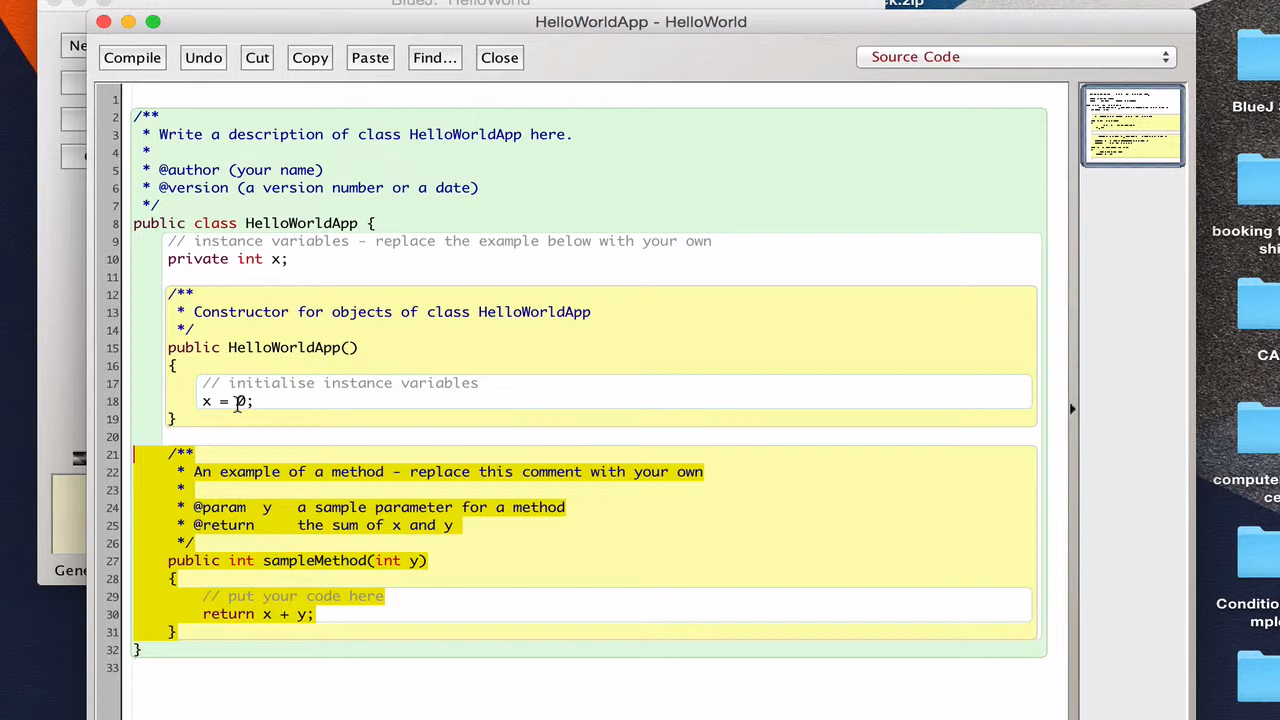 BlueJ: HelloWorld
ck.zip
HelloWorldApp - HelloWorld
Ne
Compile
Undo
Cut
Copy
Paste
Find...
Close
Source Code
1
2 /**
3 * Write a description of class HelloWorldApp here.
4 *
5 * @author (your name)
6 * @version (a version number or a date)
7 */
8 public class HelloWorldApp {
9 // instance variables - replace the example below with your own
10 private int x;
11
12 /**
13 * Constructor for objects of class HelloWorldApp
14 */
15 public HelloWorldApp()
16 {
17 // initialise instance variables
18 x = 0;
19 }
20
21 /**
22 * An example of a method - replace this comment with your own
23 *
24 * @param y a sample parameter for a method
25 * @return the sum of x and y
26 */
27 public int sampleMethod(int y)
28 {
29 // put your code here
30 return x + y;
31 }
32 }
33
Gene
BlueJ
booking f
shi
CA
compute
ce
Conditio
mpl